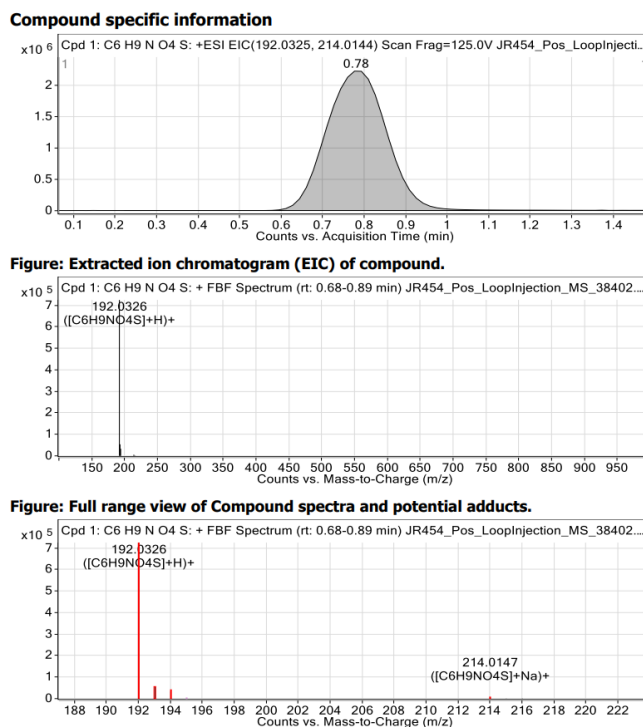 Compound specific information
x10 6 Cpd 1: C6 H9 N O4 S: +ESI EIC(192.0325, 214.0144) Scan Frag=125.0V JR454_Pos_LoopInjecti...
1
0.78
2
1.5
1
0.5
0
0.1 0.2 0.3 0.4 0.5 0.6 0.7 0.8 0.9 1 1.1 1.2 1.3 1.4
Counts vs. Acquisition Time (min)
Figure: Extracted ion chromatogram (EIC) of compound.
x10 5 Cpd 1: C6 H9 N O4 S: + FBF Spectrum (rt: 0.68-0.89 min) JR454_Pos_LoopInjection_MS_38402...
7
192.0326
([C6H9NO4S]+H)+
6
5
4
3
2
1
0
150 200 250 300 350 400 450 500 550 600 650 700 750 800 850 900 950
Counts vs. Mass-to-Charge (m/z)
Figure: Full range view of Compound spectra and potential adducts.
x10 5 Cpd 1: C6 H9 N O4 S: + FBF Spectrum (rt: 0.68-0.89 min) JR454_Pos_LoopInjection_MS_38402...
7
192.0326
([C6H9NO4S]+H)+
6
5
4
3
2
214.0147
([C6H9NO4S]+Na)+
1
0
188 190 192 194 196 198 200 202 204 206 208 210 212 214 216 218 220 222
Counts vs. Mass-to-Charge (m/z)